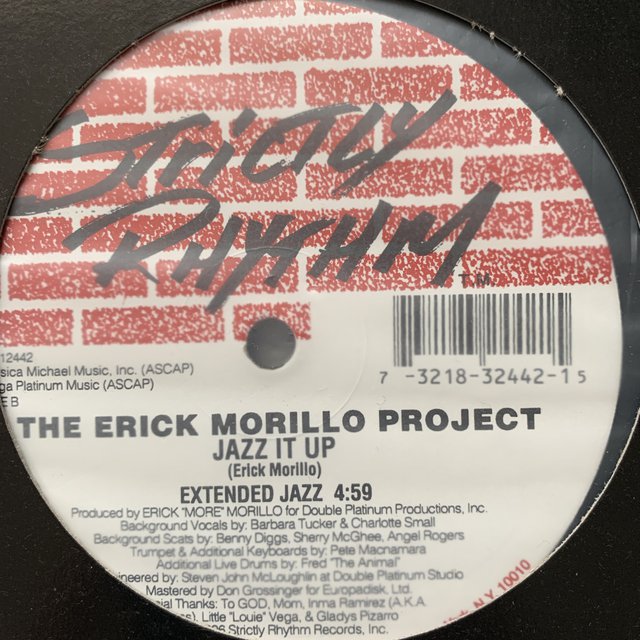 STRICTLY
RHYTHM
T.M.
12442
sica Michael Music, Inc. (ASCAP)
ga Platinum Music (ASCAP)
E B
7 -3218-32442-1 5
THE ERICK MORILLO PROJECT
JAZZ IT UP
(Erick Morillo)
EXTENDED JAZZ 4:59
Produced by ERICK "MORE" MORILLO for Double Platinum Productions, Inc.
Background Vocals by: Barbara Tucker & Charlotte Small
Background Scats by: Benny Diggs, Sherry McGhee, Angel Rogers
Trumpet & Additional Keyboards by: Pete Macnamara
Additional Live Drums by: Fred "The Animal"
gineered by: Steven John McLoughlin at Double Platinum Studio
Mastered by Don Grossinger for Europadisk, Ltd.
cial Thanks: To GOD, Mom, Inma Ramirez (A.K.A.
s), Little "Louie" Vega, & Gladys Pizarro
96 Strictly Rhythm Records, Inc.
N.Y. 10010